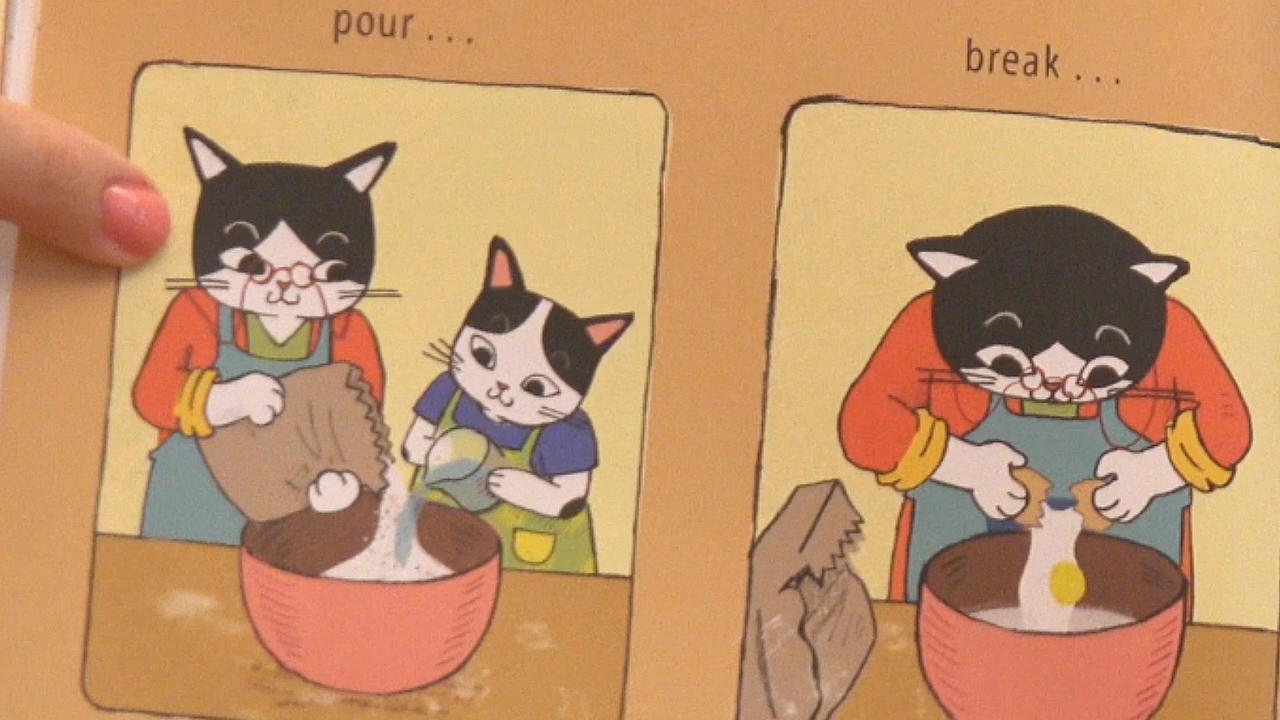 pour . . .
break . . .